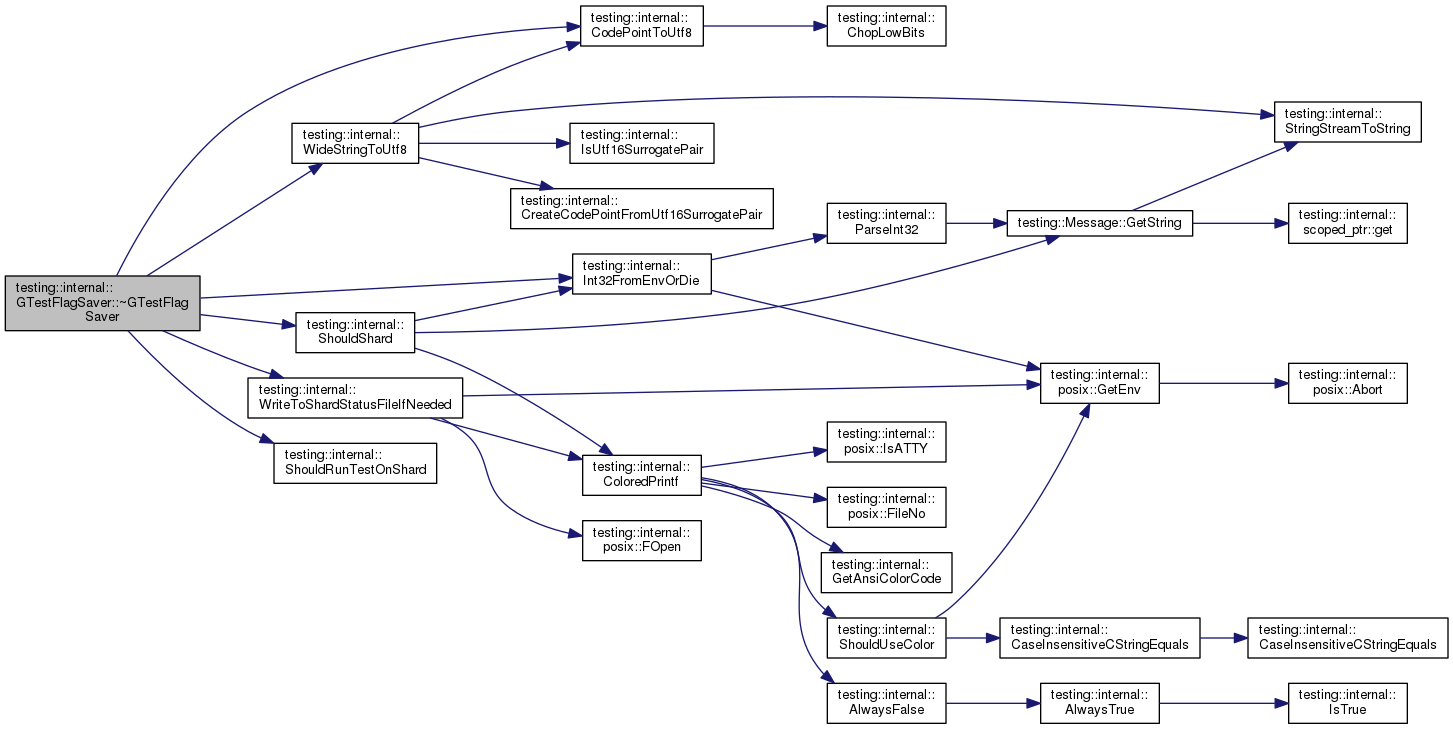 testing::internal::
CodePointToUtf8
testing::internal::
ChopLowBits
testing::internal::
StringStreamToString
testing::internal::
WideStringToUtf8
testing::internal::
IsUtf16SurrogatePair
testing::internal::
CreateCodePointFromUtf16SurrogatePair
testing::internal::
ParseInt32
testing::Message::GetString
testing::internal::
scoped_ptr::get
testing::internal::
Int32FromEnvOrDie
testing::internal::
GTestFlagSaver::~GTestFlag
Saver
testing::internal::
ShouldShard
testing::internal::
WriteToShardStatusFileIfNeeded
testing::internal::
posix::GetEnv
testing::internal::
posix::Abort
testing::internal::
ShouldRunTestOnShard
testing::internal::
ColoredPrintf
testing::internal::
posix::IsATTY
testing::internal::
posix::FileNo
testing::internal::
posix::FOpen
testing::internal::
GetAnsiColorCode
testing::internal::
ShouldUseColor
testing::internal::
CaseInsensitiveCStringEquals
testing::internal::
CaseInsensitiveCStringEquals
testing::internal::
AlwaysFalse
testing::internal::
AlwaysTrue
testing::internal::
IsTrue